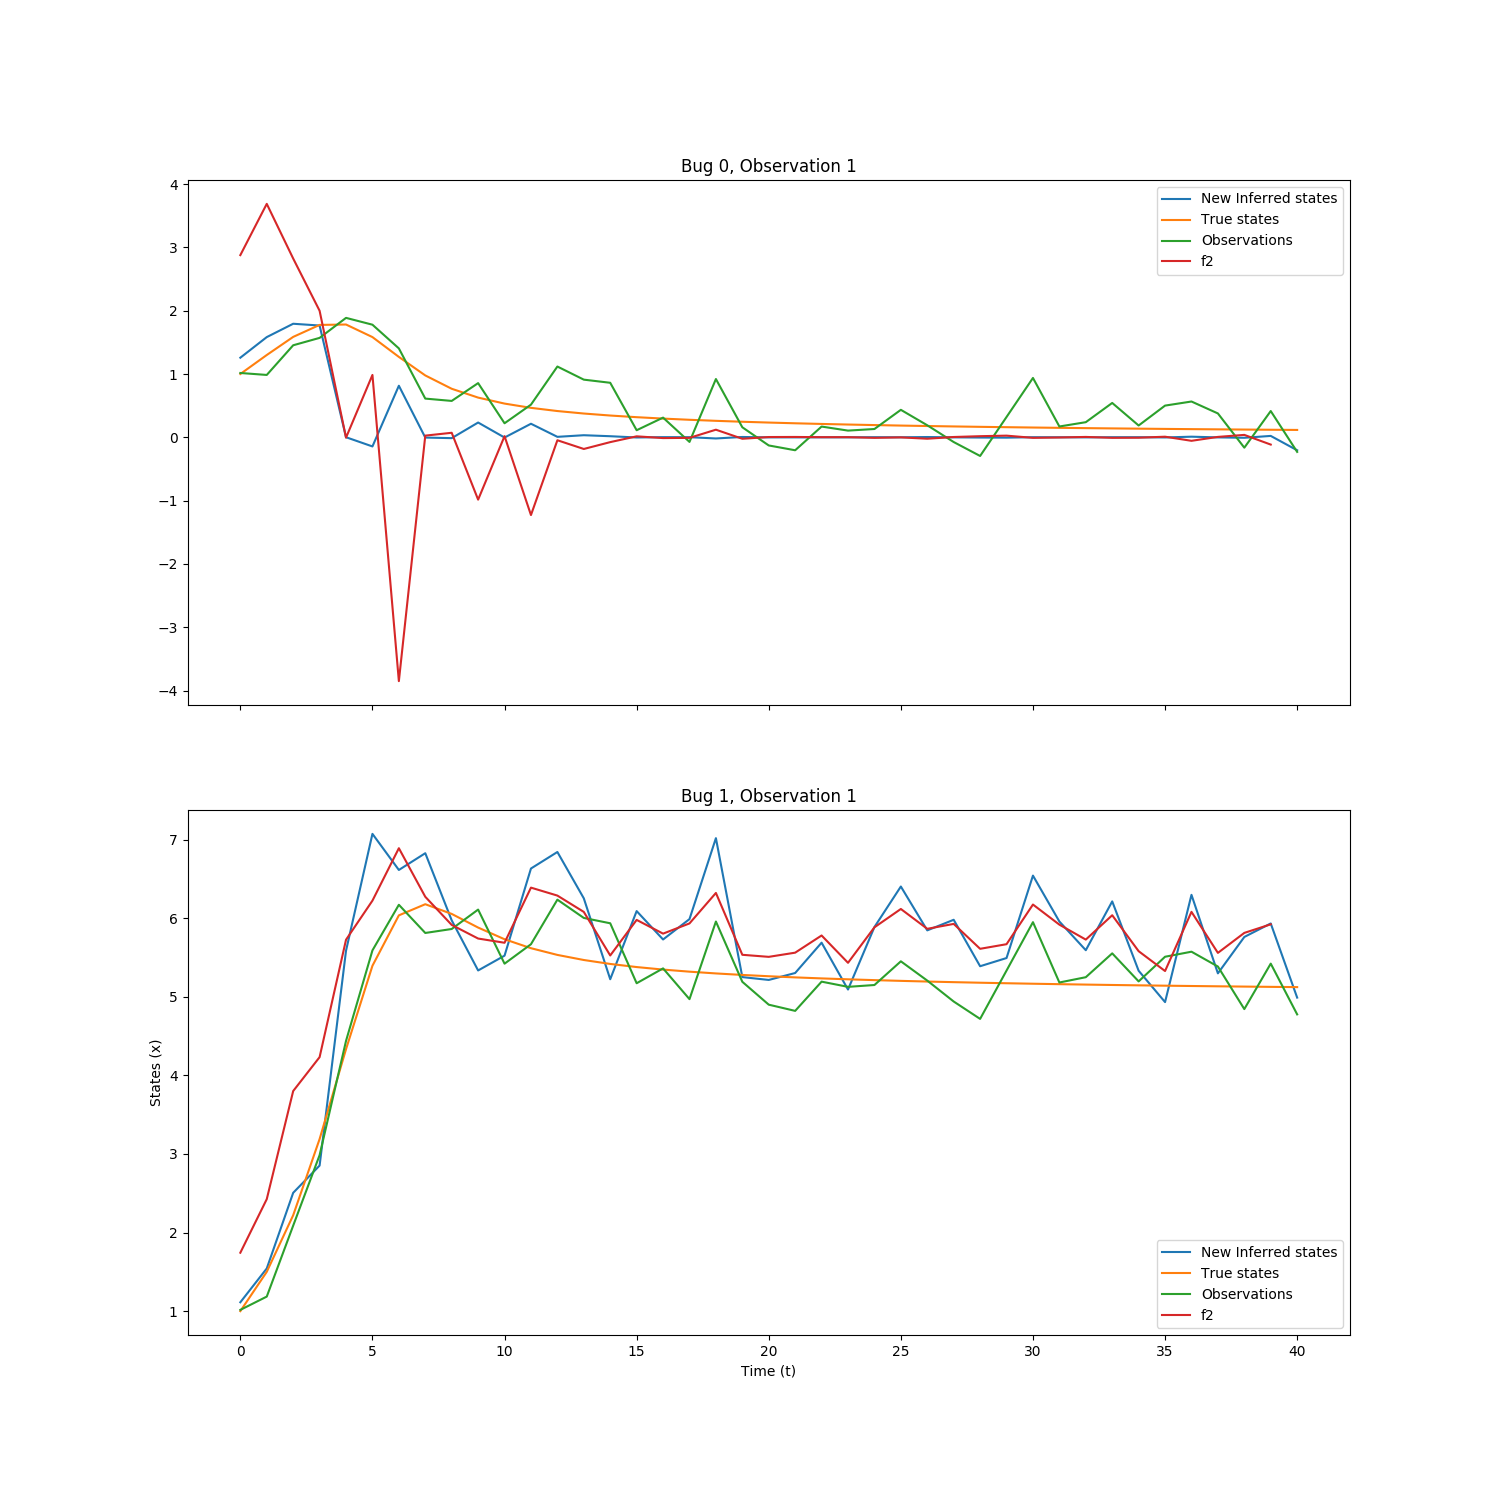 Bug 0, Observation 1
4
3
2
1
0
−1
−2
−3
−4
New Inferred states
True states
Observations
f2
Bug 1, Observation 1
States (x)
7
6
5
4
3
2
1
New Inferred states
True states
Observations
f2
0 5 10 15 20 25 30 35 40
Time (t)